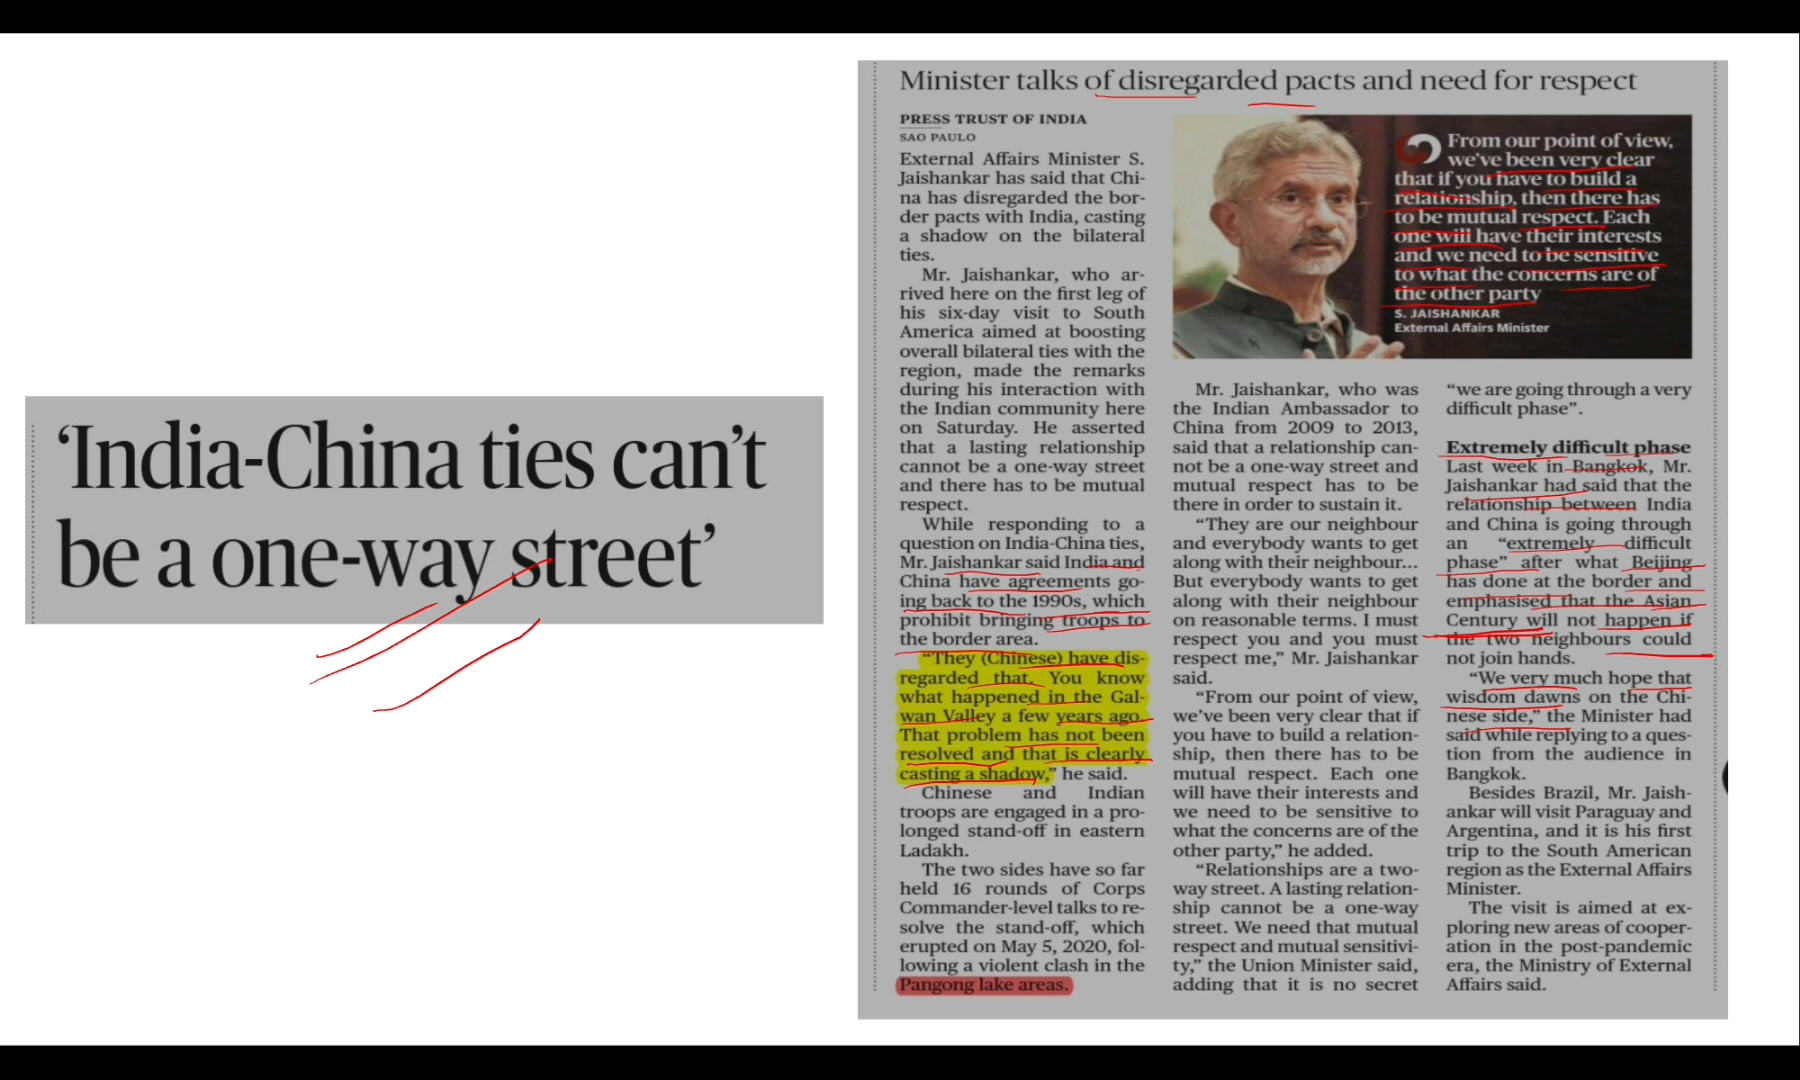 ‘India-China ties can’t
be a one-way street’
Minister talks of disregarded pacts and need for respect
PRESS TRUST OF INDIA
SAO PAULO
External Affairs Minister S.
Jaishankar has said that Chi-
na has disregarded the bor-
der pacts with India, casting
a shadow on the bilateral
ties.
Mr. Jaishankar, who ar-
rived here on the first leg of
his six-day visit to South
America aimed at boosting
overall bilateral ties with the
region, made the remarks
during his interaction with
the Indian community here
on Saturday. He asserted
that a lasting relationship
cannot be a one-way street
and there has to be mutual
respect.
While responding to a
question on India-China ties,
Mr. Jaishankar said India and
China have agreements go-
ing back to the 1990s, which
prohibit bringing troops to
the border area.
“They (Chinese) have dis-
regarded that. You know
what happened in the Gal-
wan Valley a few years ago.
That problem has not been
resolved and that is clearly
casting a shadow,” he said.
Chinese and Indian
troops are engaged in a pro-
longed stand-off in eastern
Ladakh.
The two sides have so far
held 16 rounds of Corps
Commander-level talks to re-
solve the stand-off, which
erupted on May 5, 2020, fol-
lowing a violent clash in the
Pangong lake areas.
From our point of view,
we’ve been very clear
that if you have to build a
relationship, then there has
to be mutual respect. Each
one will have their interests
and we need to be sensitive
to what the concerns are of
the other party
S. JAISHANKAR
External Affairs Minister
Mr. Jaishankar, who was
the Indian Ambassador to
China from 2009 to 2013,
said that a relationship can-
not be a one-way street and
mutual respect has to be
there in order to sustain it.
“They are our neighbour
and everybody wants to get
along with their neighbour...
But everybody wants to get
along with their neighbour
on reasonable terms. I must
respect you and you must
respect me,” Mr. Jaishankar
said.
“From our point of view,
we’ve been very clear that if
you have to build a relation-
ship, then there has to be
mutual respect. Each one
will have their interests and
we need to be sensitive to
what the concerns are of the
other party,” he added.
“Relationships are a two-
way street. A lasting relation-
ship cannot be a one-way
street. We need that mutual
respect and mutual sensitivi-
ty,” the Union Minister said,
adding that it is no secret
“we are going through a very
difficult phase”.
Extremely difficult phase
Last week in Bangkok, Mr.
Jaishankar had said that the
relationship between India
and China is going through
an “extremely difficult
phase” after what Beijing
has done at the border and
emphasised that the Asian
Century will not happen if
the two neighbours could
not join hands.
“We very much hope that
wisdom dawns on the Chi-
nese side,” the Minister had
said while replying to a ques-
tion from the audience in
Bangkok.
Besides Brazil, Mr. Jaish-
ankar will visit Paraguay and
Argentina, and it is his first
trip to the South American
region as the External Affairs
Minister.
The visit is aimed at ex-
ploring new areas of cooper-
ation in the post-pandemic
era, the Ministry of External
Affairs said.